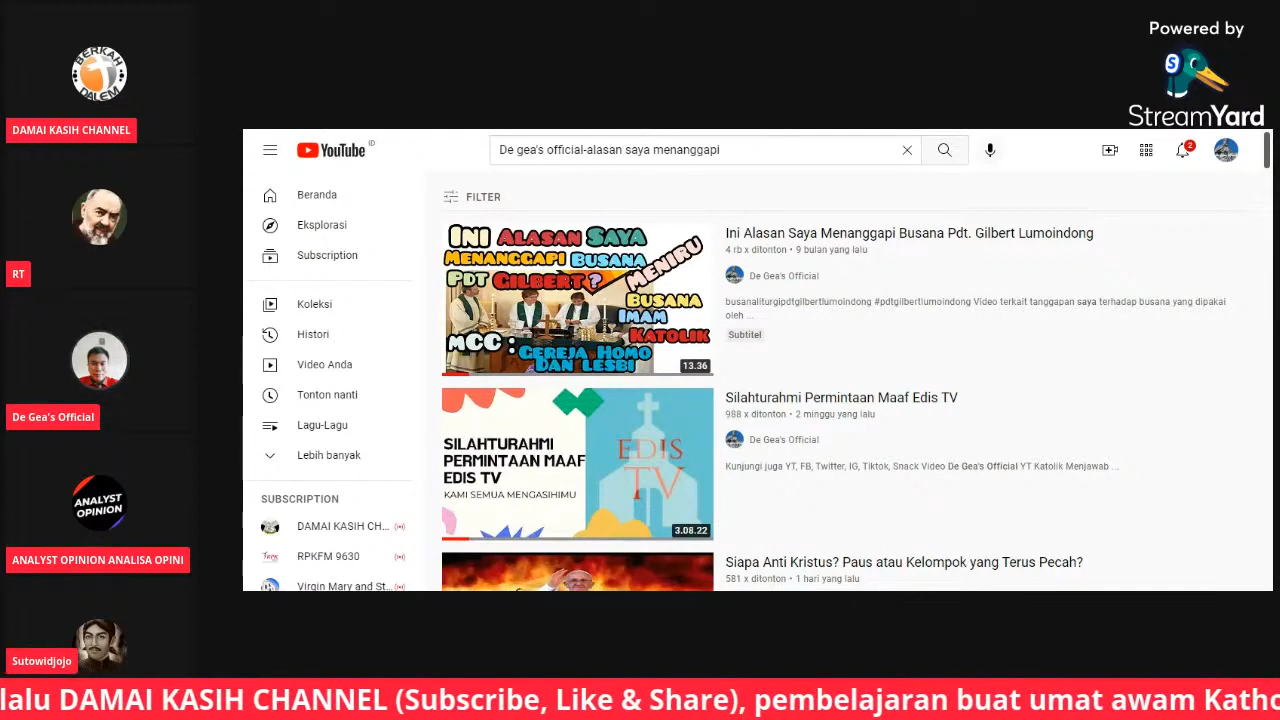 BERKAH
DALEM
DAMAI KASIH CHANNEL
RT
De Gea's Official
ANALYST
OPINION
ANALYST OPINION ANALISA OPINI
Sutowidjojo
Powered by
S
StreamYard
YouTube ID
De gea's official-alasan saya menanggapi
2
Beranda
Eksplorasi
Subscription
Koleksi
Histori
Video Anda
Tonton nanti
Lagu-Lagu
Lebih banyak
SUBSCRIPTION
DAMAI KASIH CH...
RPKFM 9630
Virgin Mary and St...
FILTER
INI ALASAN SAYA
MENANGGAPI BUSANA
PDT GILBERT?
MENIRU
BUSANA
IMAM
KATOLIK
MCC : GEREJA HOMO
DAN LESBI
13.36
Ini Alasan Saya Menanggapi Busana Pdt. Gilbert Lumoindong
4 rb x ditonton • 9 bulan yang lalu
De Gea's Official
busanaliturgipdtgilbertlumoindong #pdtgilbertlumoindong Video terkait tanggapan saya terhadap busana yang dipakai
oleh ...
Subtitel
SILAHTURAHMI
PERMINTAAN MAAF
EDIS TV
KAMI SEMUA MENGASIHIMU
EDIS
TV
3.08.22
Silahturahmi Permintaan Maaf Edis TV
988 x ditonton • 2 minggu yang lalu
De Gea's Official
Kunjungi juga YT, FB, Twitter, IG, Tiktok, Snack Video De Gea's Official YT Katolik Menjawab ...
Siapa Anti Kristus? Paus atau Kelompok yang Terus Pecah?
581 x ditonton • 1 hari yang lalu
lalu DAMAI KASIH CHANNEL (Subscribe, Like & Share), pembelajaran buat umat awam Katho